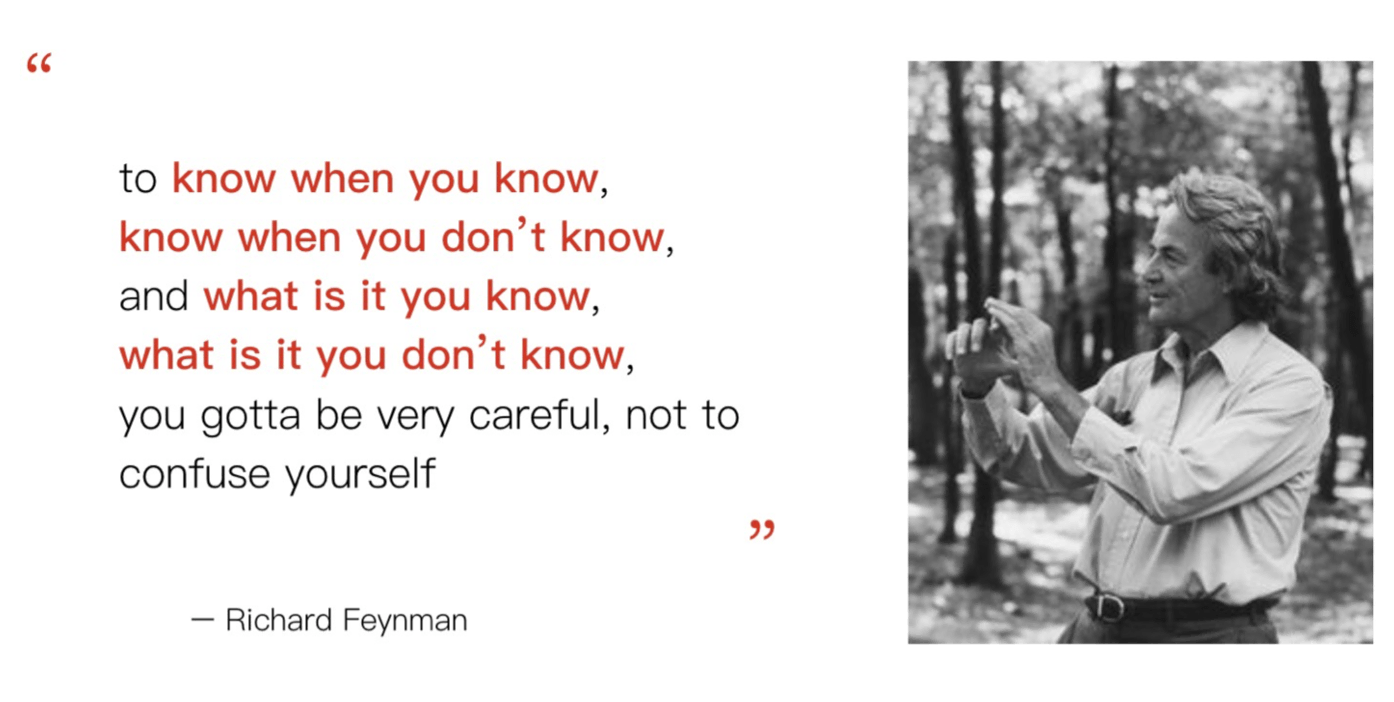 “
to know when you know,
know when you don’t know,
and what is it you know,
what is it you don’t know,
you gotta be very careful, not to
confuse yourself
”
— Richard Feynman